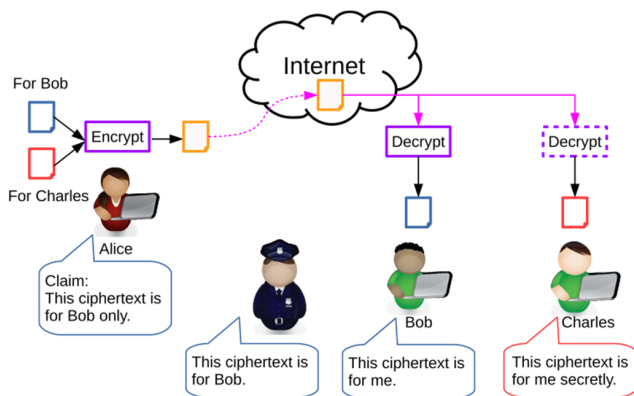 Internet
For Bob
Encrypt
For Charles
Decrypt
Decrypt
Alice
Claim:
This ciphertext is
for Bob only.
Bob
Charles
This ciphertext is
for Bob.
This ciphertext is
for me.
This ciphertext is
for me secretly.